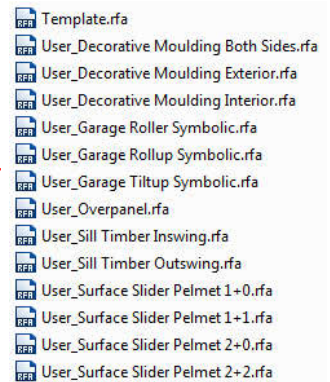 Template.rfa
User_Decorative Moulding Both Sides.rfa
User_Decorative Moulding Exterior.rfa
User_Decorative Moulding Interior.rfa
User_Garage Roller Symbolic.rfa
User_Garage Rollup Symbolic.rfa
User_Garage Tiltup Symbolic.rfa
User_Overpanel.rfa
User_Sill Timber Inswing.rfa
User_Sill Timber Outswing.rfa
User_Surface Slider Pelmet 1+0.rfa
User_Surface Slider Pelmet 1+1.rfa
User_Surface Slider Pelmet 2+0.rfa
User_Surface Slider Pelmet 2+2.rfa